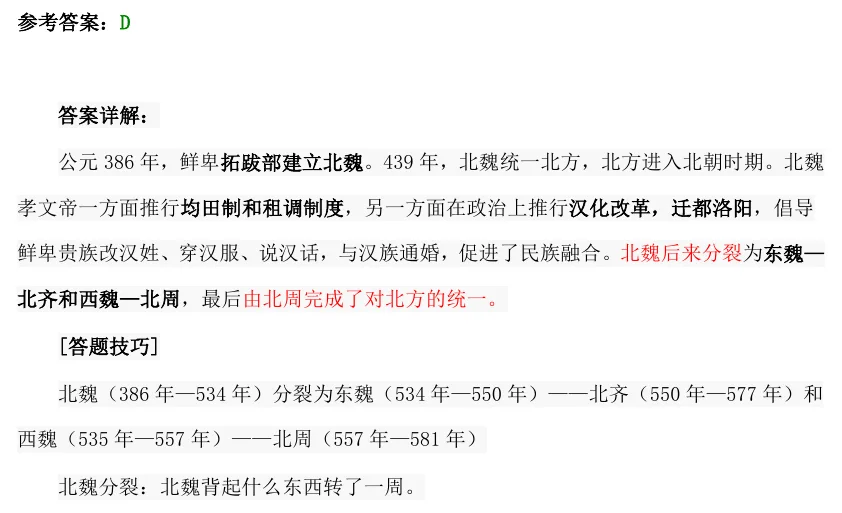 参考答案：D
答案详解：
公元 386 年，鲜卑拓跋部建立北魏。439 年，北魏统一北方，北方进入北朝时期。北魏
孝文帝一方面推行均田制和租调制度，另一方面在政治上推行汉化改革，迁都洛阳，倡导
鲜卑贵族改汉姓、穿汉服、说汉话，与汉族通婚，促进了民族融合。北魏后来分裂为东魏—
北齐和西魏—北周，最后由北周完成了对北方的统一。
[答题技巧]
北魏（386 年—534 年）分裂为东魏（534 年—550 年）——北齐（550 年—577 年）和
西魏（535 年—557 年）——北周（557 年—581 年）
北魏分裂：北魏背起什么东西转了一周。